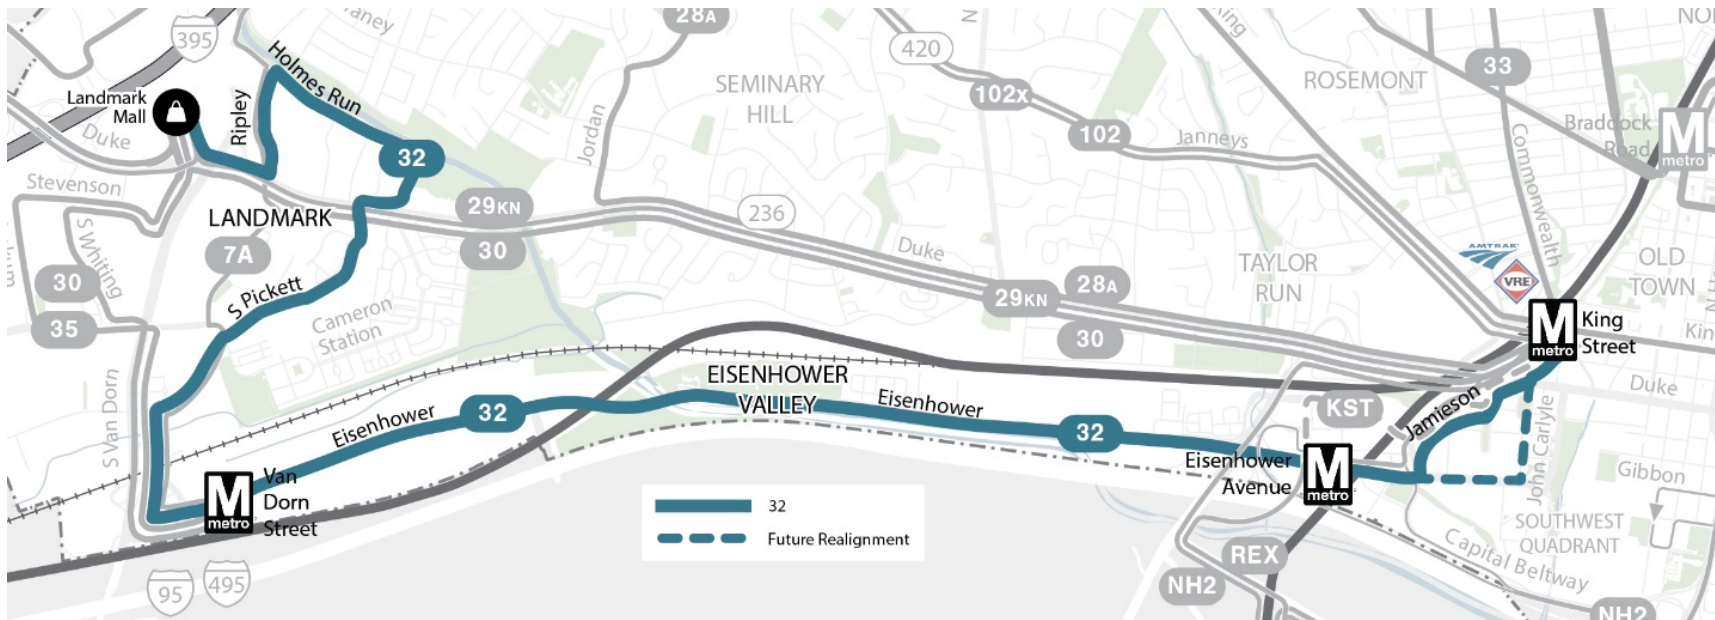 395
28A
420
33
102x
102
SEMINARY
HILL
ROSEMONT
Landmark
Mall
Duke
Ripley
Holmes Run
32
Jordan
Janneys
King
Commonwealth
Braddock
Road
M
metro
Stevenson
S Whiting
LANDMARK
29KN
30
236
Duke
7A
30
35
S Pickett
Cameron
Station
29KN
28A
30
TAYLOR
RUN
AMTRAK
VRE
OLD
TOWN
M
metro
King
Street
S Van Dorn
Eisenhower
32
EISENHOWER
VALLEY
Eisenhower
32
KST
Jamieson
John Carlyle
Duke
Gibbon
M
metro
Van
Dorn
Street
Eisenhower
Avenue
M
metro
32
Future Realignment
SOUTHWEST
QUADRANT
Capital Beltway
REX
NH2
NH2
95
495